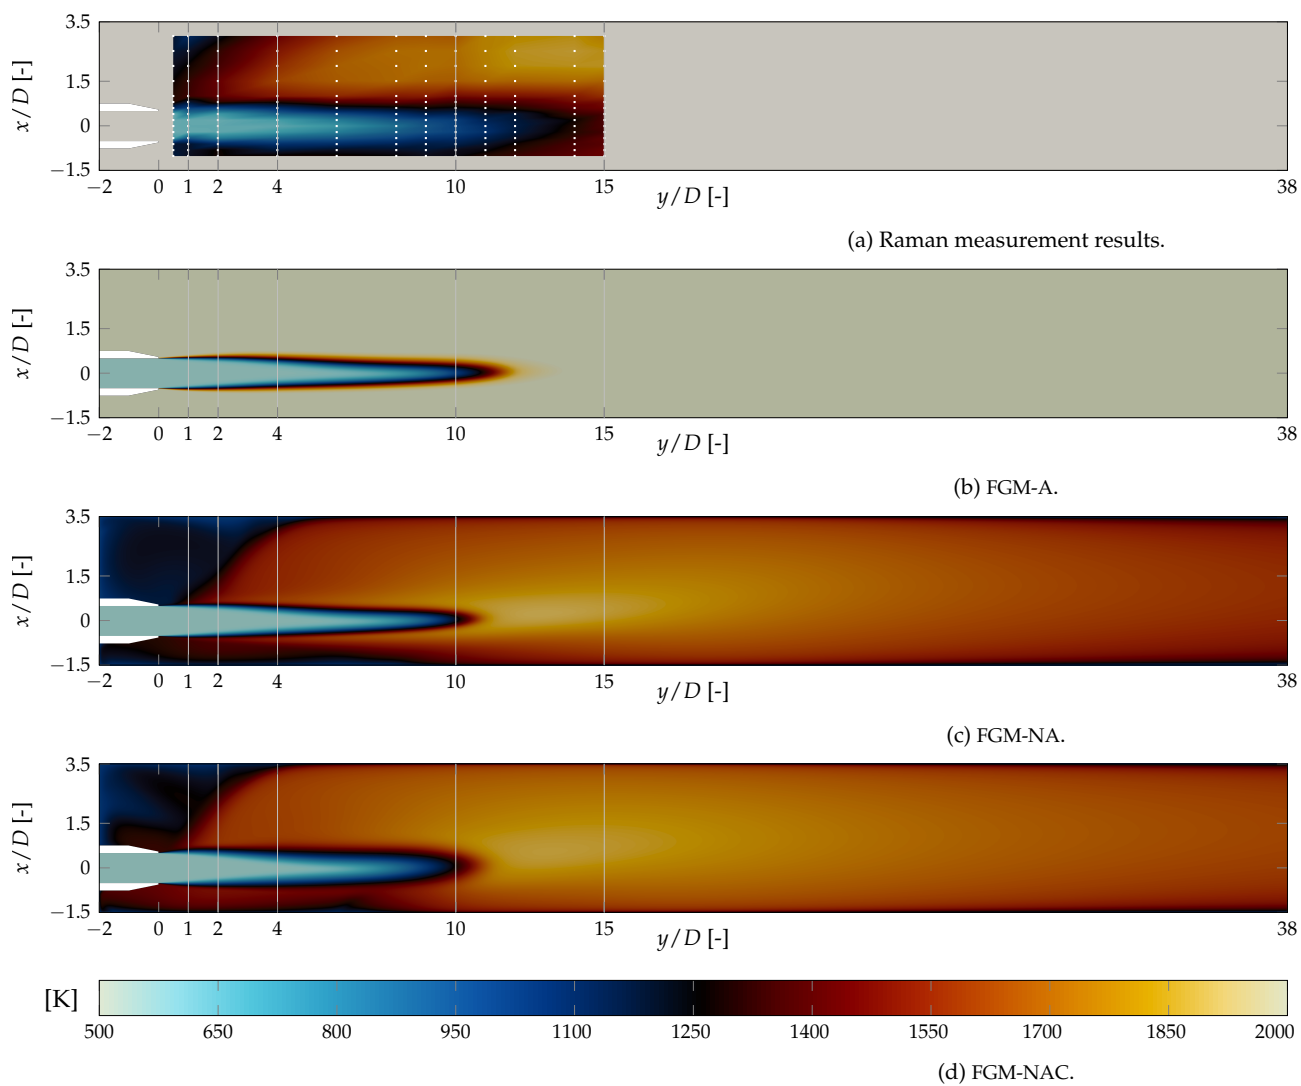 3.5
1.5
0
−1.5
x/D [-]
−2 0 1 2 4 10 15 38
y/D [-]
(a) Raman measurement results.
3.5
1.5
0
−1.5
x/D [-]
−2 0 1 2 4 10 15 38
y/D [-]
(b) FGM-A.
3.5
1.5
0
−1.5
x/D [-]
−2 0 1 2 4 10 15 38
y/D [-]
(c) FGM-NA.
3.5
1.5
0
−1.5
x/D [-]
−2 0 1 2 4 10 15 38
y/D [-]
[K]
500 650 800 950 1100 1250 1400 1550 1700 1850 2000
(d) FGM-NAC.